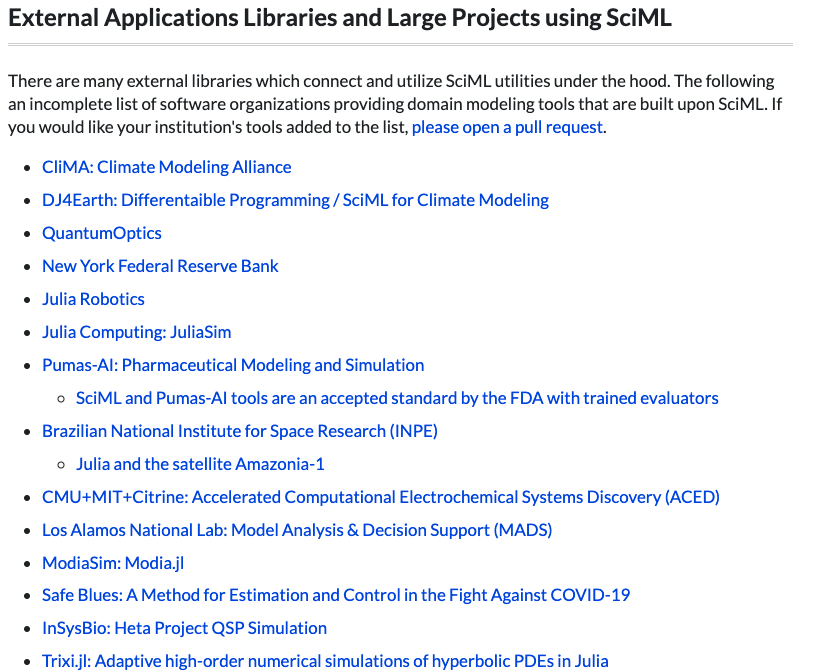 External Applications Libraries and Large Projects using SciML
There are many external libraries which connect and utilize SciML utilities under the hood. The following
an incomplete list of software organizations providing domain modeling tools that are built upon SciML. If
you would like your institution's tools added to the list, please open a pull request.
CliMA: Climate Modeling Alliance
DJ4Earth: Differentaible Programming / SciML for Climate Modeling
QuantumOptics
New York Federal Reserve Bank
Julia Robotics
Julia Computing: JuliaSim
Pumas-AI: Pharmaceutical Modeling and Simulation
SciML and Pumas-AI tools are an accepted standard by the FDA with trained evaluators
Brazilian National Institute for Space Research (INPE)
Julia and the satellite Amazonia-1
CMU+MIT+Citrine: Accelerated Computational Electrochemical Systems Discovery (ACED)
Los Alamos National Lab: Model Analysis & Decision Support (MADS)
ModiaSim: Modia.jl
Safe Blues: A Method for Estimation and Control in the Fight Against COVID-19
InSysBio: Heta Project QSP Simulation
Trixi.jl: Adaptive high-order numerical simulations of hyperbolic PDEs in Julia